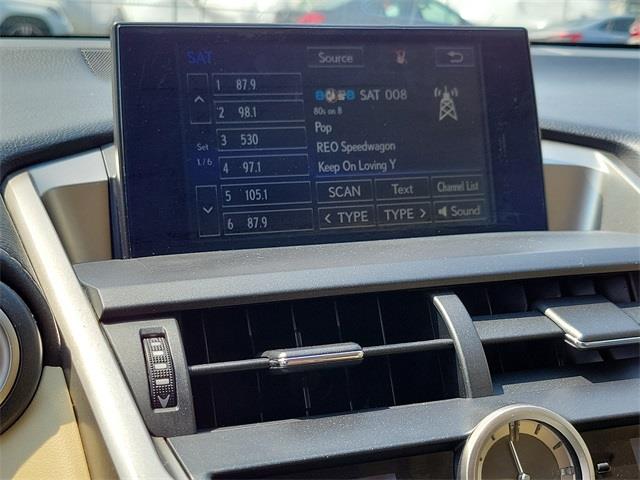 SAT
Source
1 87.9
2 98.1
3 530
4 97.1
5 105.1
6 87.9
Set
1/6
SAT 008
80s on 8
Pop
REO Speedwagon
Keep On Loving Y
SCAN Text Channel List
< TYPE TYPE > Sound